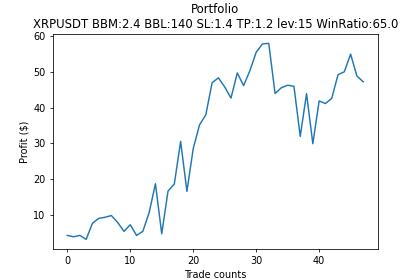 Portfolio
XRPUSDT BBM:2.4 BBL:140 SL:1.4 TP:1.2 lev:15 WinRatio:65.0
60
50
40
30
20
10
Profit ($)
0 10 20 30 40
Trade counts